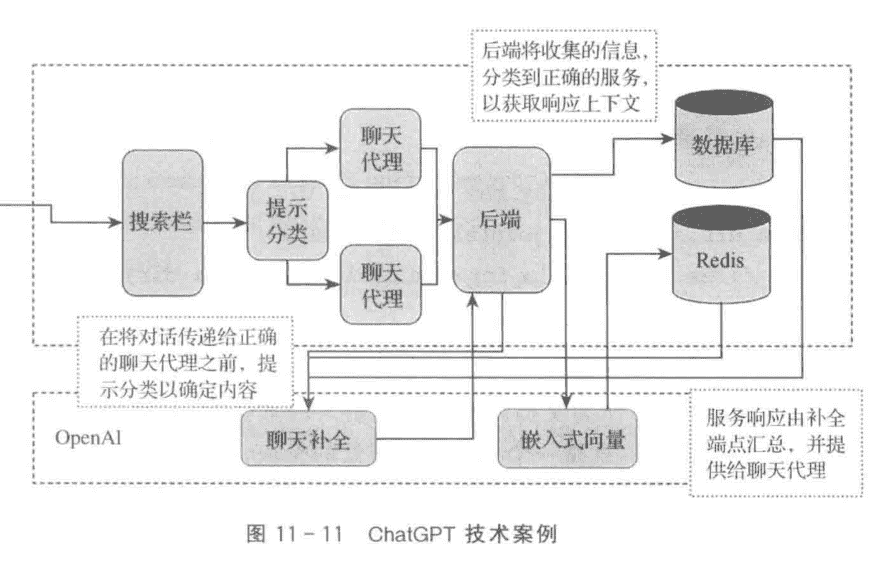 后端将收集的信息，
分类到正确的服务，
以获取响应上下文
聊天
代理
数据库
搜索栏
提示
分类
后端
聊天
代理
Redis
在将对话传递给正确
的聊天代理之前，提
示分类以确定内容
OpenAI
聊天补全
嵌入式向量
服务响应由补全
端点汇总，并提
供给聊天代理
图 11-11 ChatGPT 技术案例